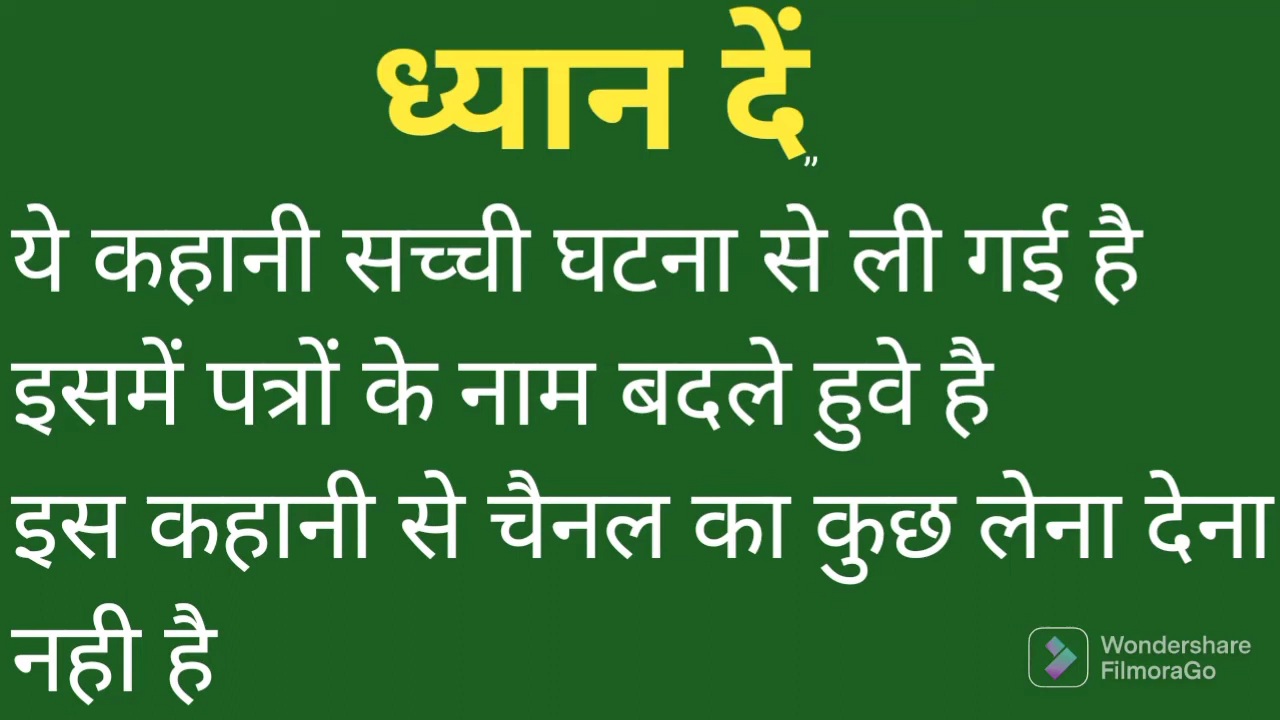 ध्यान दें
”
ये कहानी सच्ची घटना से ली गई है
इसमें पत्रों के नाम बदले हुवे है
इस कहानी से चैनल का कुछ लेना देना
नही है
Wondershare
FilmoraGo